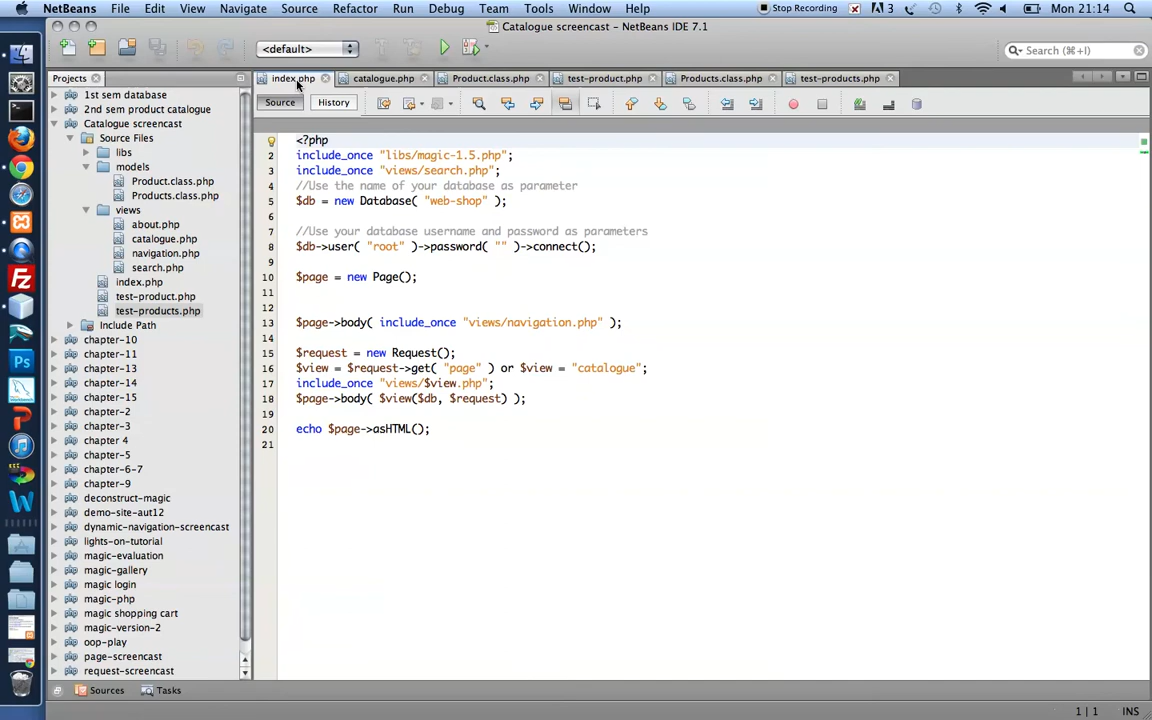 NetBeans File Edit View Navigate Source Refactor Run Debug Team Tools Window Help
Stop Recording 3 Mon 21:14
Catalogue screencast - NetBeans IDE 7.1
<default>
Search (⌘+I)
Projects
index.php catalogue.php Product.class.php test-product.php Products.class.php test-products.php
Source History
1st sem database
2nd sem product catalogue
Catalogue screencast
Source Files
libs
models
Product.class.php
Products.class.php
views
about.php
catalogue.php
navigation.php
search.php
index.php
test-product.php
test-products.php
Include Path
chapter-10
chapter-11
chapter-13
chapter-14
chapter-15
chapter-2
chapter-3
chapter 4
chapter-5
chapter-6-7
chapter-9
deconstruct-magic
demo-site-aut12
dynamic-navigation-screencast
lights-on-tutorial
magic-evaluation
magic-gallery
magic login
magic-php
magic shopping cart
magic-version-2
oop-play
page-screencast
request-screencast
<?php
2 include_once "libs/magic-1.5.php";
3 include_once "views/search.php";
4 //Use the name of your database as parameter
5 $db = new Database( "web-shop" );
6
7 //Use your database username and password as parameters
8 $db->user( "root" )->password( "" )->connect();
9
10 $page = new Page();
11
12
13 $page->body( include_once "views/navigation.php" );
14
15 $request = new Request();
16 $view = $request->get( "page" ) or $view = "catalogue";
17 include_once "views/$view.php";
18 $page->body( $view($db, $request) );
19
20 echo $page->asHTML();
21
Sources Tasks
1 | 1 INS
Fz
Ps
W